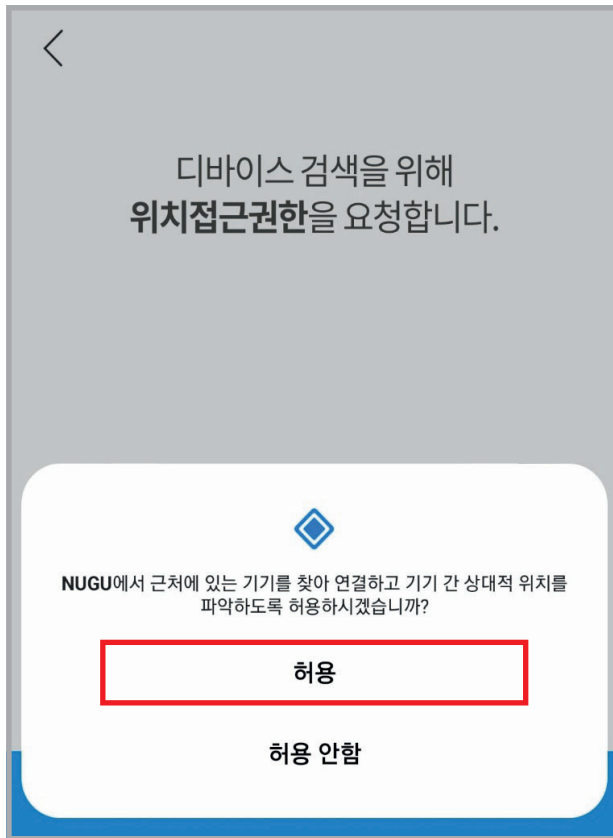 디바이스 검색을 위해
위치접근권한을 요청합니다.
NUGU에서 근처에 있는 기기를 찾아 연결하고 기기 간 상대적 위치를
파악하도록 허용하시겠습니까?
허용
허용 안함